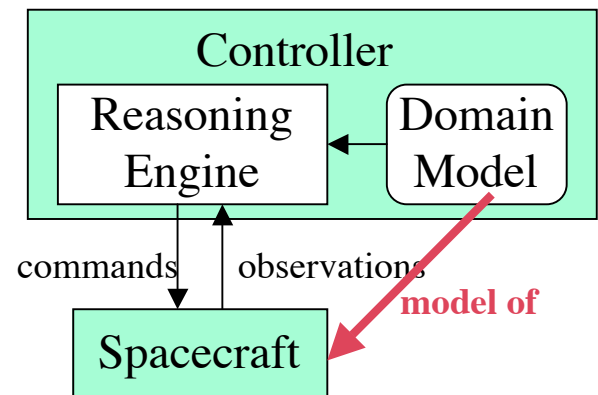 Controller
Reasoning
Engine
Domain
Model
commands
observations
model of
Spacecraft